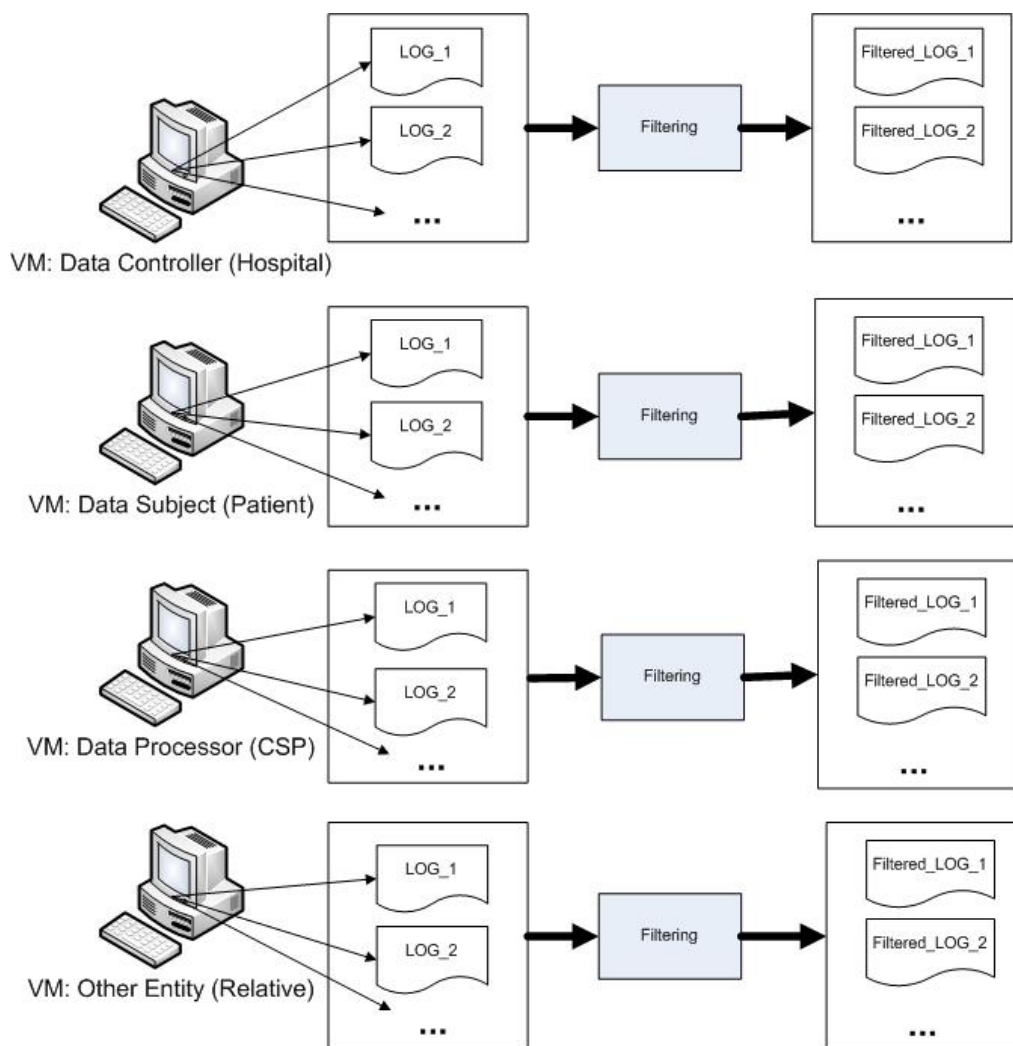 LOG_1
LOG_2
...
Filtering
Filtered_LOG_1
Filtered_LOG_2
...
VM: Data Controller (Hospital)
LOG_1
LOG_2
...
Filtering
Filtered_LOG_1
Filtered_LOG_2
...
VM: Data Subject (Patient)
LOG_1
LOG_2
...
Filtering
Filtered_LOG_1
Filtered_LOG_2
...
VM: Data Processor (CSP)
LOG_1
LOG_2
...
Filtering
Filtered_LOG_1
Filtered_LOG_2
...
VM: Other Entity (Relative)